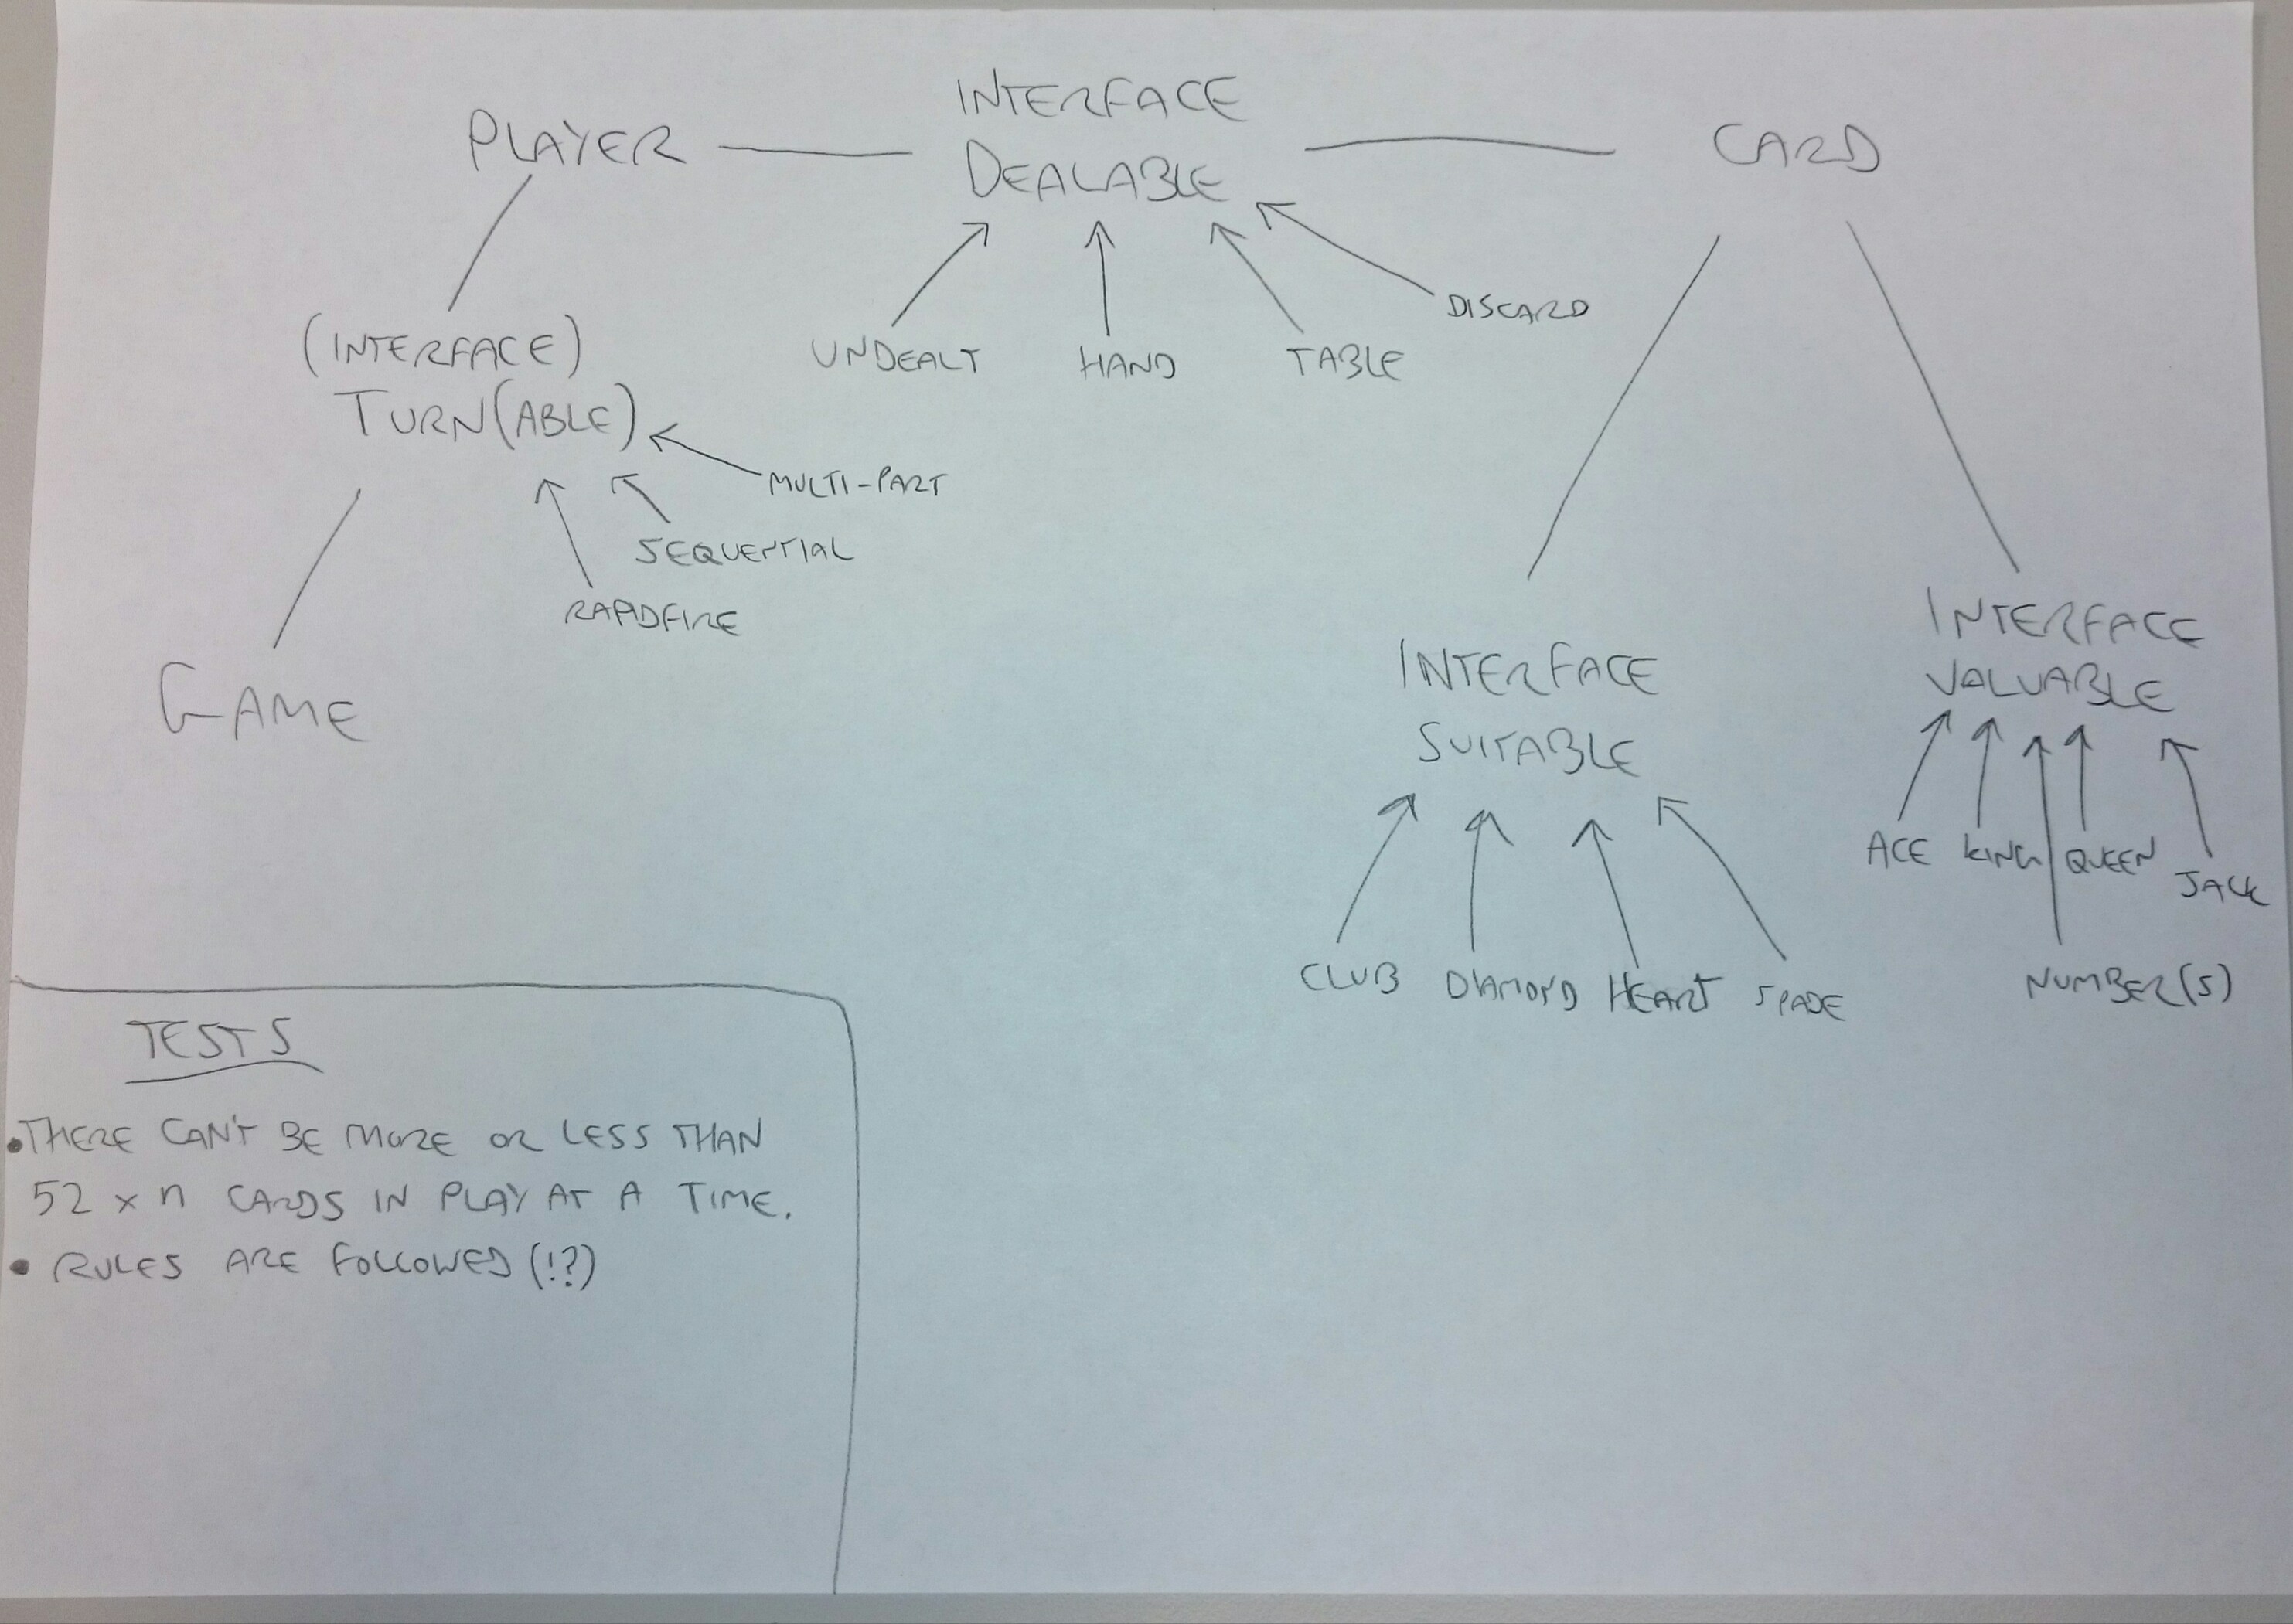 INTERFACE
PLAYER
DEALABLE
CARD
UNDEALT
HAND
TABLE
DISCARD
(INTERFACE)
TURN(ABLE)
MULTI-PART
SEQUENTIAL
RAPIDFIRE
GAME
INTERFACE
SUITABLE
CLUB
DIAMOND
HEART
SPADE
INTERFACE
VALUABLE
ACE
KING
QUEEN
JACK
NUMBER(S)
TESTS
• THERE CAN'T BE MORE OR LESS THAN
52 x n CARDS IN PLAY AT A TIME.
• RULES ARE FOLLOWED (!?)